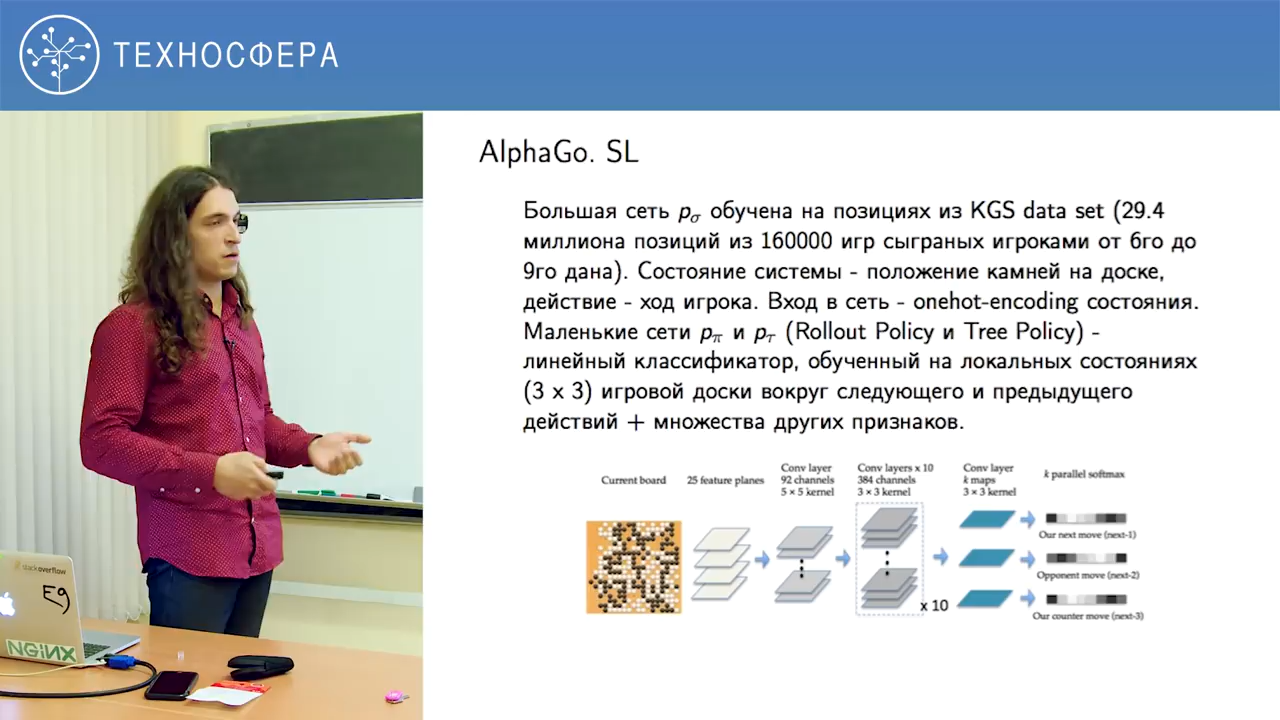 ТЕХНОСФЕРА
AlphaGo. SL
Большая сеть pσ обучена на позициях из KGS data set (29.4
миллиона позиций из 160000 игр сыграных игроками от 6го до
9го дана). Состояние системы - положение камней на доске,
действие - ход игрока. Вход в сеть - onehot-encoding состояния.
Маленькие сети pπ и pτ (Rollout Policy и Tree Policy) -
линейный классификатор, обученный на локальных состояниях
(3 x 3) игровой доски вокруг следующего и предыдущего
действий + множества других признаков.
Current board
25 feature planes
Conv layer
92 channels
5 × 5 kernel
Conv layers x 10
384 channels
3 × 3 kernel
x 10
Conv layer
k maps
3 × 3 kernel
k parallel softmax
Our next move (next-1)
Opponent move (next-2)
Our counter move (next-3)
stackoverflow
NGINX